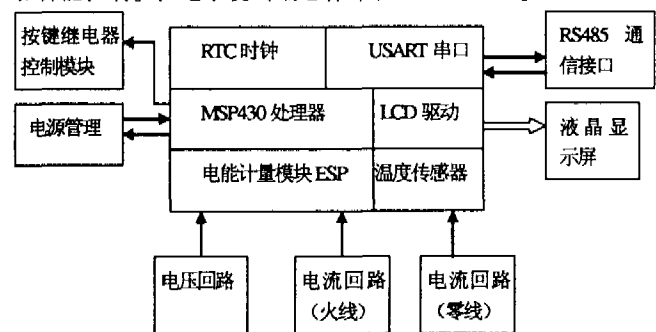 按键继电器
控制模块
RTC 时钟
USART 串口
RS485 通
信接口
电源管理
MSP430 处理器
LCD 驱动
液晶显
示屏
电能计量模块 ESP
温度传感器
电压回路
电流回路
（火线）
电流回路
（零线）